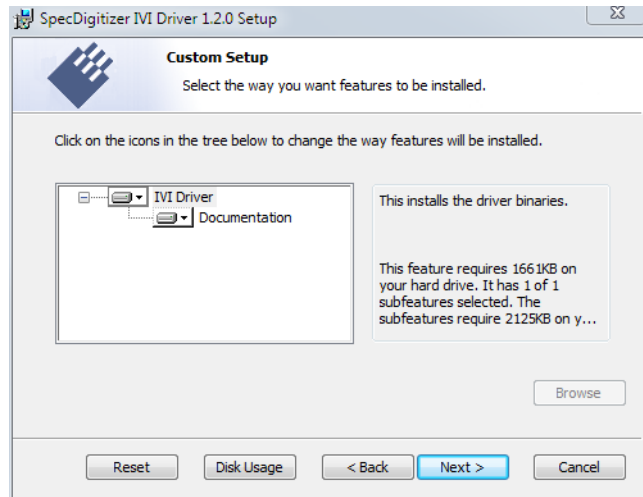 SpecDigitizer IVI Driver 1.2.0 Setup
Custom Setup
Select the way you want features to be installed.
Click on the icons in the tree below to change the way features will be installed.
IVI Driver
Documentation
This installs the driver binaries.
This feature requires 1661KB on
your hard drive. It has 1 of 1
subfeatures selected. The
subfeatures require 2125KB on y...
Browse
Reset
Disk Usage
< Back
Next >
Cancel